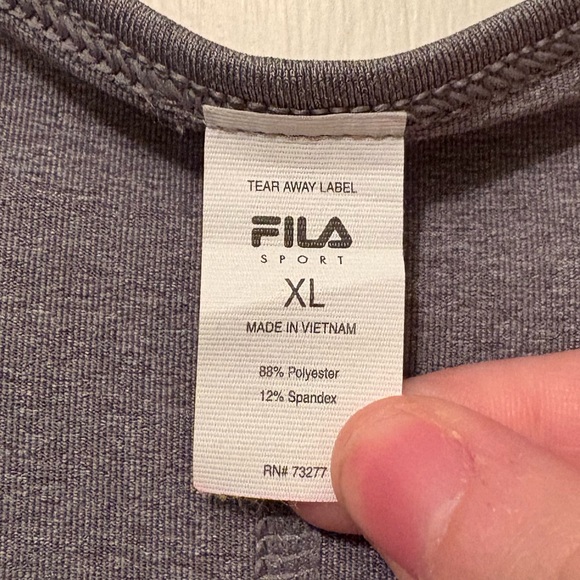 TEAR AWAY LABEL
FILA
SPORT
XL
MADE IN VIETNAM
88% Polyester
12% Spandex
RN# 73277